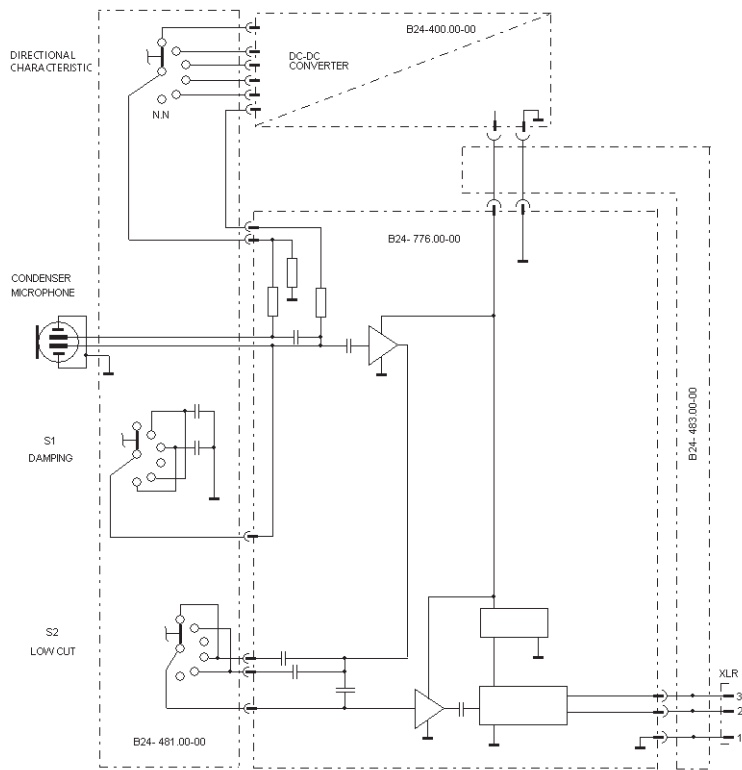 B24-400.00-00
DIRECTIONAL
CHARACTERISTIC
DC-DC
CONVERTER
N.N
B24- 776.00-00
CONDENSER
MICROPHONE
B24- 483.00-00
S1
DAMPING
S2
LOW CUT
XLR
3
2
1
B24- 481.00-00